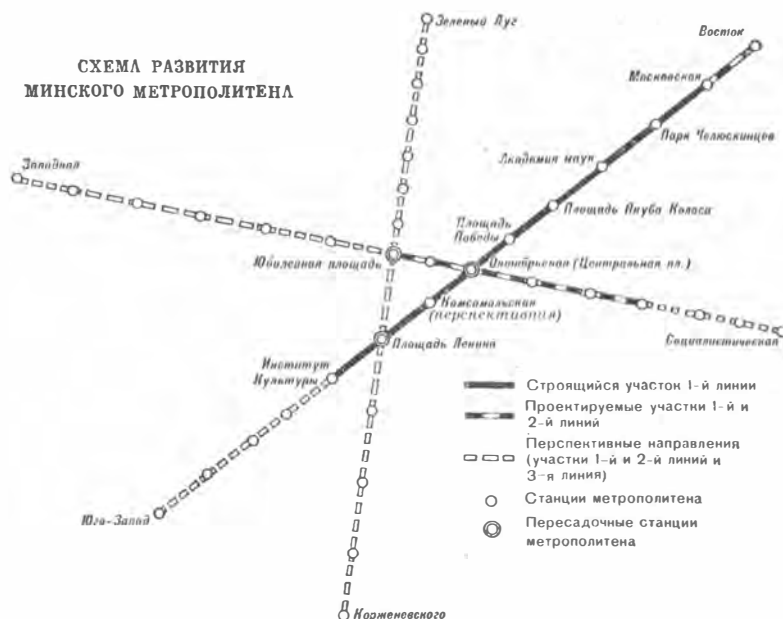 СХЕМА РАЗВИТИЯ
МИНСКОГО МЕТРОПОЛИТЕНА
Зеленый Луг
Восток
Московская
Парк Челюскинцев
Академия наук
Западная
Площадь Якуба Коласа
Площадь
Победы
Юбилейная площадь
Октябрьская (Центральная пл.)
Комсомольская
(перспективная)
Площадь Ленина
Социалистическая
Институт
Культуры
Юго-Запад
Корженевского
Строящийся участок 1-й линии
Проектируемые участки 1-й и
2-й линий
Перспективные направления
(участки 1-й и 2-й линий и
3-я линия)
Станции метрополитена
Пересадочные станции
метрополитена